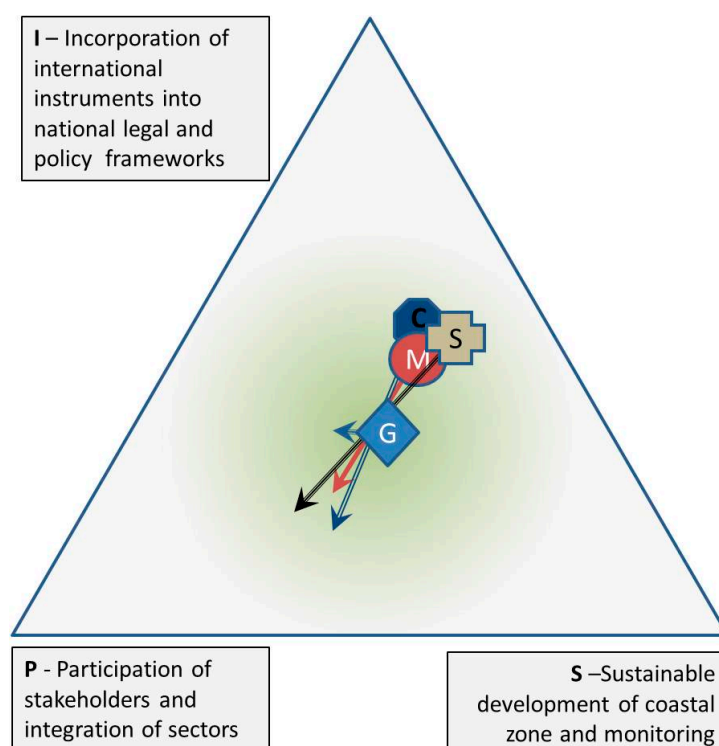 I – Incorporation of
international
instruments into
national legal and
policy frameworks
C
S
M
G
P - Participation of
stakeholders and
integration of sectors
S –Sustainable
development of coastal
zone and monitoring